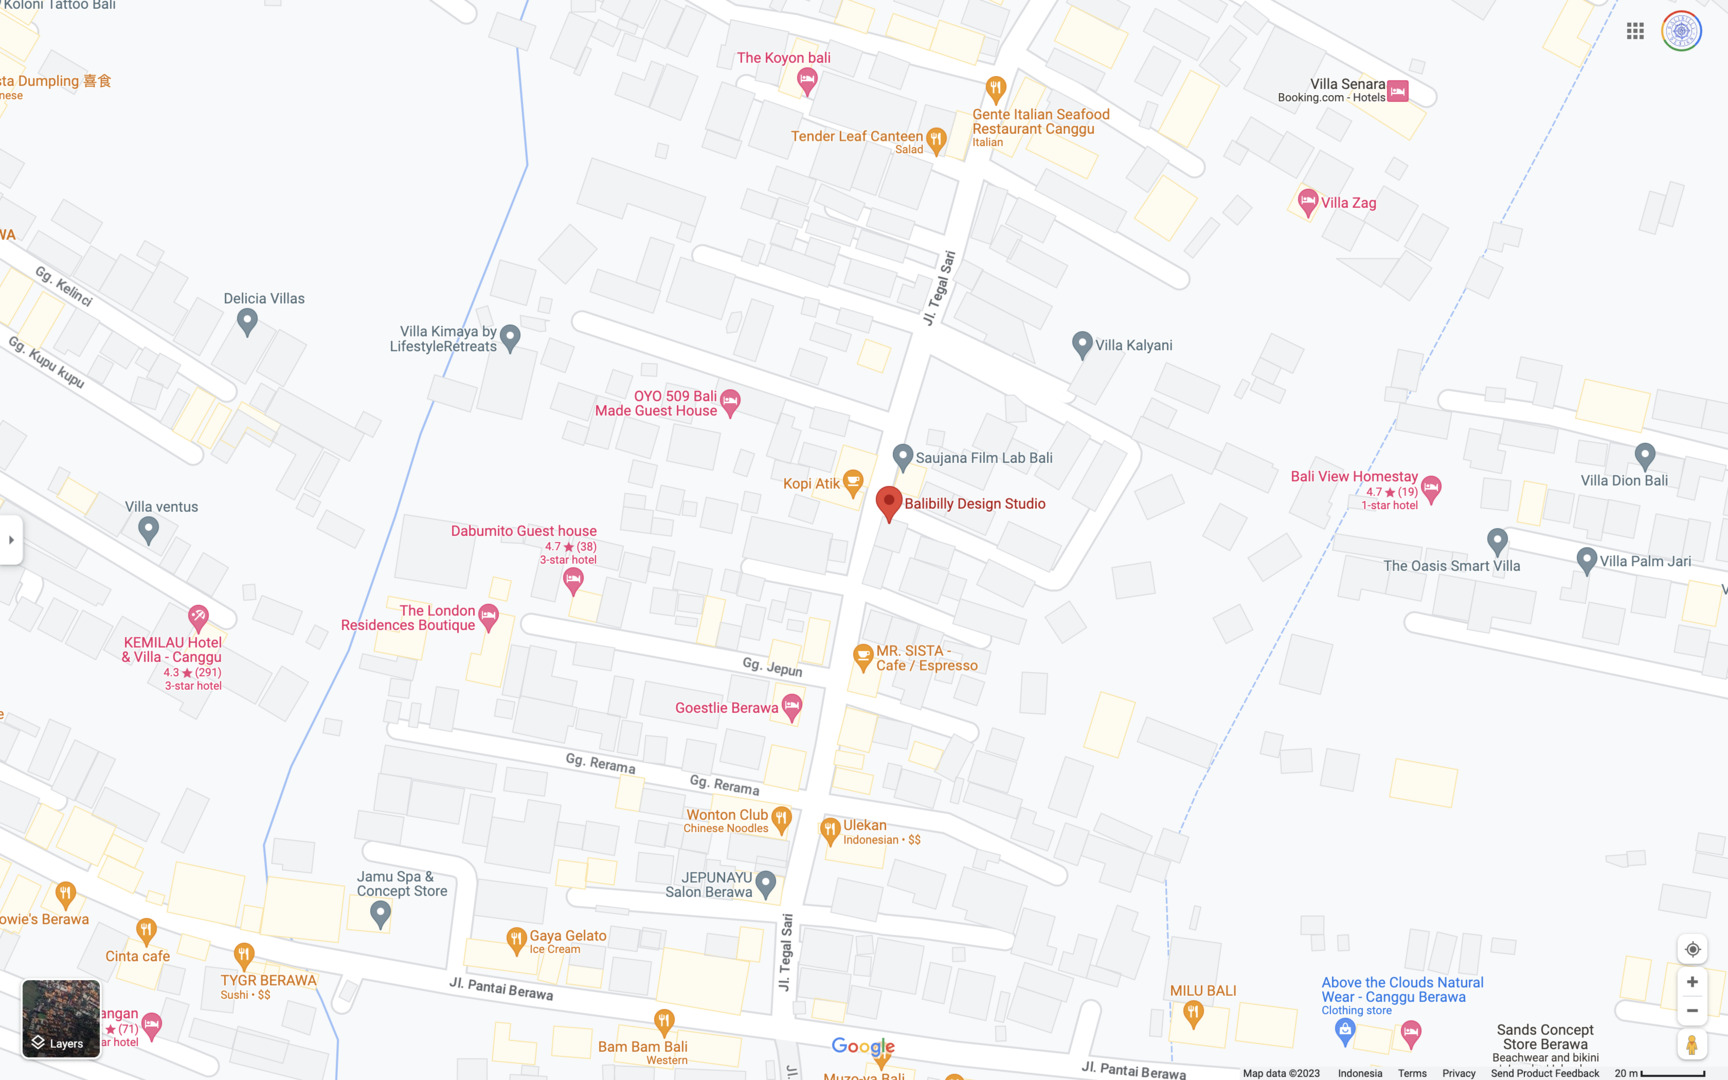 Koloni Tattoo Bali
sta Dumpling 喜食
nese
The Koyon bali
Gente Italian Seafood
Restaurant Canggu
Italian
Tender Leaf Canteen
Salad
Villa Senara
Booking.com - Hotels
Villa Zag
WA
Gg. Kelinci
Delicia Villas
Gg. Kupu kupu
Villa Kimaya by
LifestyleRetreats
Jl. Tegal Sari
Villa Kalyani
OYO 509 Bali
Made Guest House
Saujana Film Lab Bali
Kopi Atik
Balibilly Design Studio
Bali View Homestay
4.7 ★ (19)
1-star hotel
Villa Dion Bali
Villa ventus
Dabumito Guest house
4.7 ★ (38)
3-star hotel
The Oasis Smart Villa
Villa Palm Jari
V
The London
Residences Boutique
KEMILAU Hotel
& Villa - Canggu
4.3 ★ (291)
3-star hotel
Gg. Jepun
MR. SISTA -
Cafe / Espresso
Goestlie Berawa
e
Gg. Rerama
Gg. Rerama
Wonton Club
Chinese Noodles
Ulekan
Indonesian • $$
Jamu Spa &
Concept Store
JEPUNAYU
Salon Berawa
owie's Berawa
Cinta cafe
TYGR BERAWA
Sushi • $$
Gaya Gelato
Ice Cream
Jl. Tegal Sari
Jl. Pantai Berawa
angan
★ (71)
ar hotel
Layers
Bam Bam Bali
Western
Google
Muzo-ya Bali
Jl.
MILU BALI
Above the Clouds Natural
Wear - Canggu Berawa
Clothing store
Sands Concept
Store Berawa
Beachwear and bikini
Jl. Pantai Berawa
Map data ©2023 Indonesia Terms Privacy Send Product Feedback 20 m